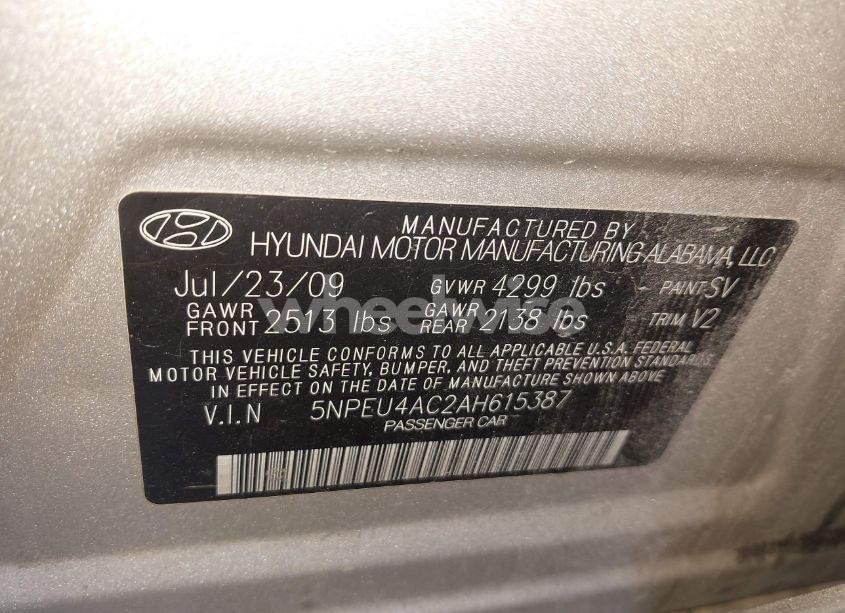 MANUFACTURED BY
HYUNDAI MOTOR MANUFACTURING ALABAMA, LLC
Jul/23/09 GVWR 4299 lbs PAINT SV
GAWR FRONT 2513 lbs GAWR REAR 2138 lbs TRIM V2
THIS VEHICLE CONFORMS TO ALL APPLICABLE U.S.A. FEDERAL
MOTOR VEHICLE SAFETY, BUMPER, AND THEFT PREVENTION STANDARDS
IN EFFECT ON THE DATE OF MANUFACTURE SHOWN ABOVE
V.I.N 5NPEU4AC2AH615387
PASSENGER CAR
wheelwise